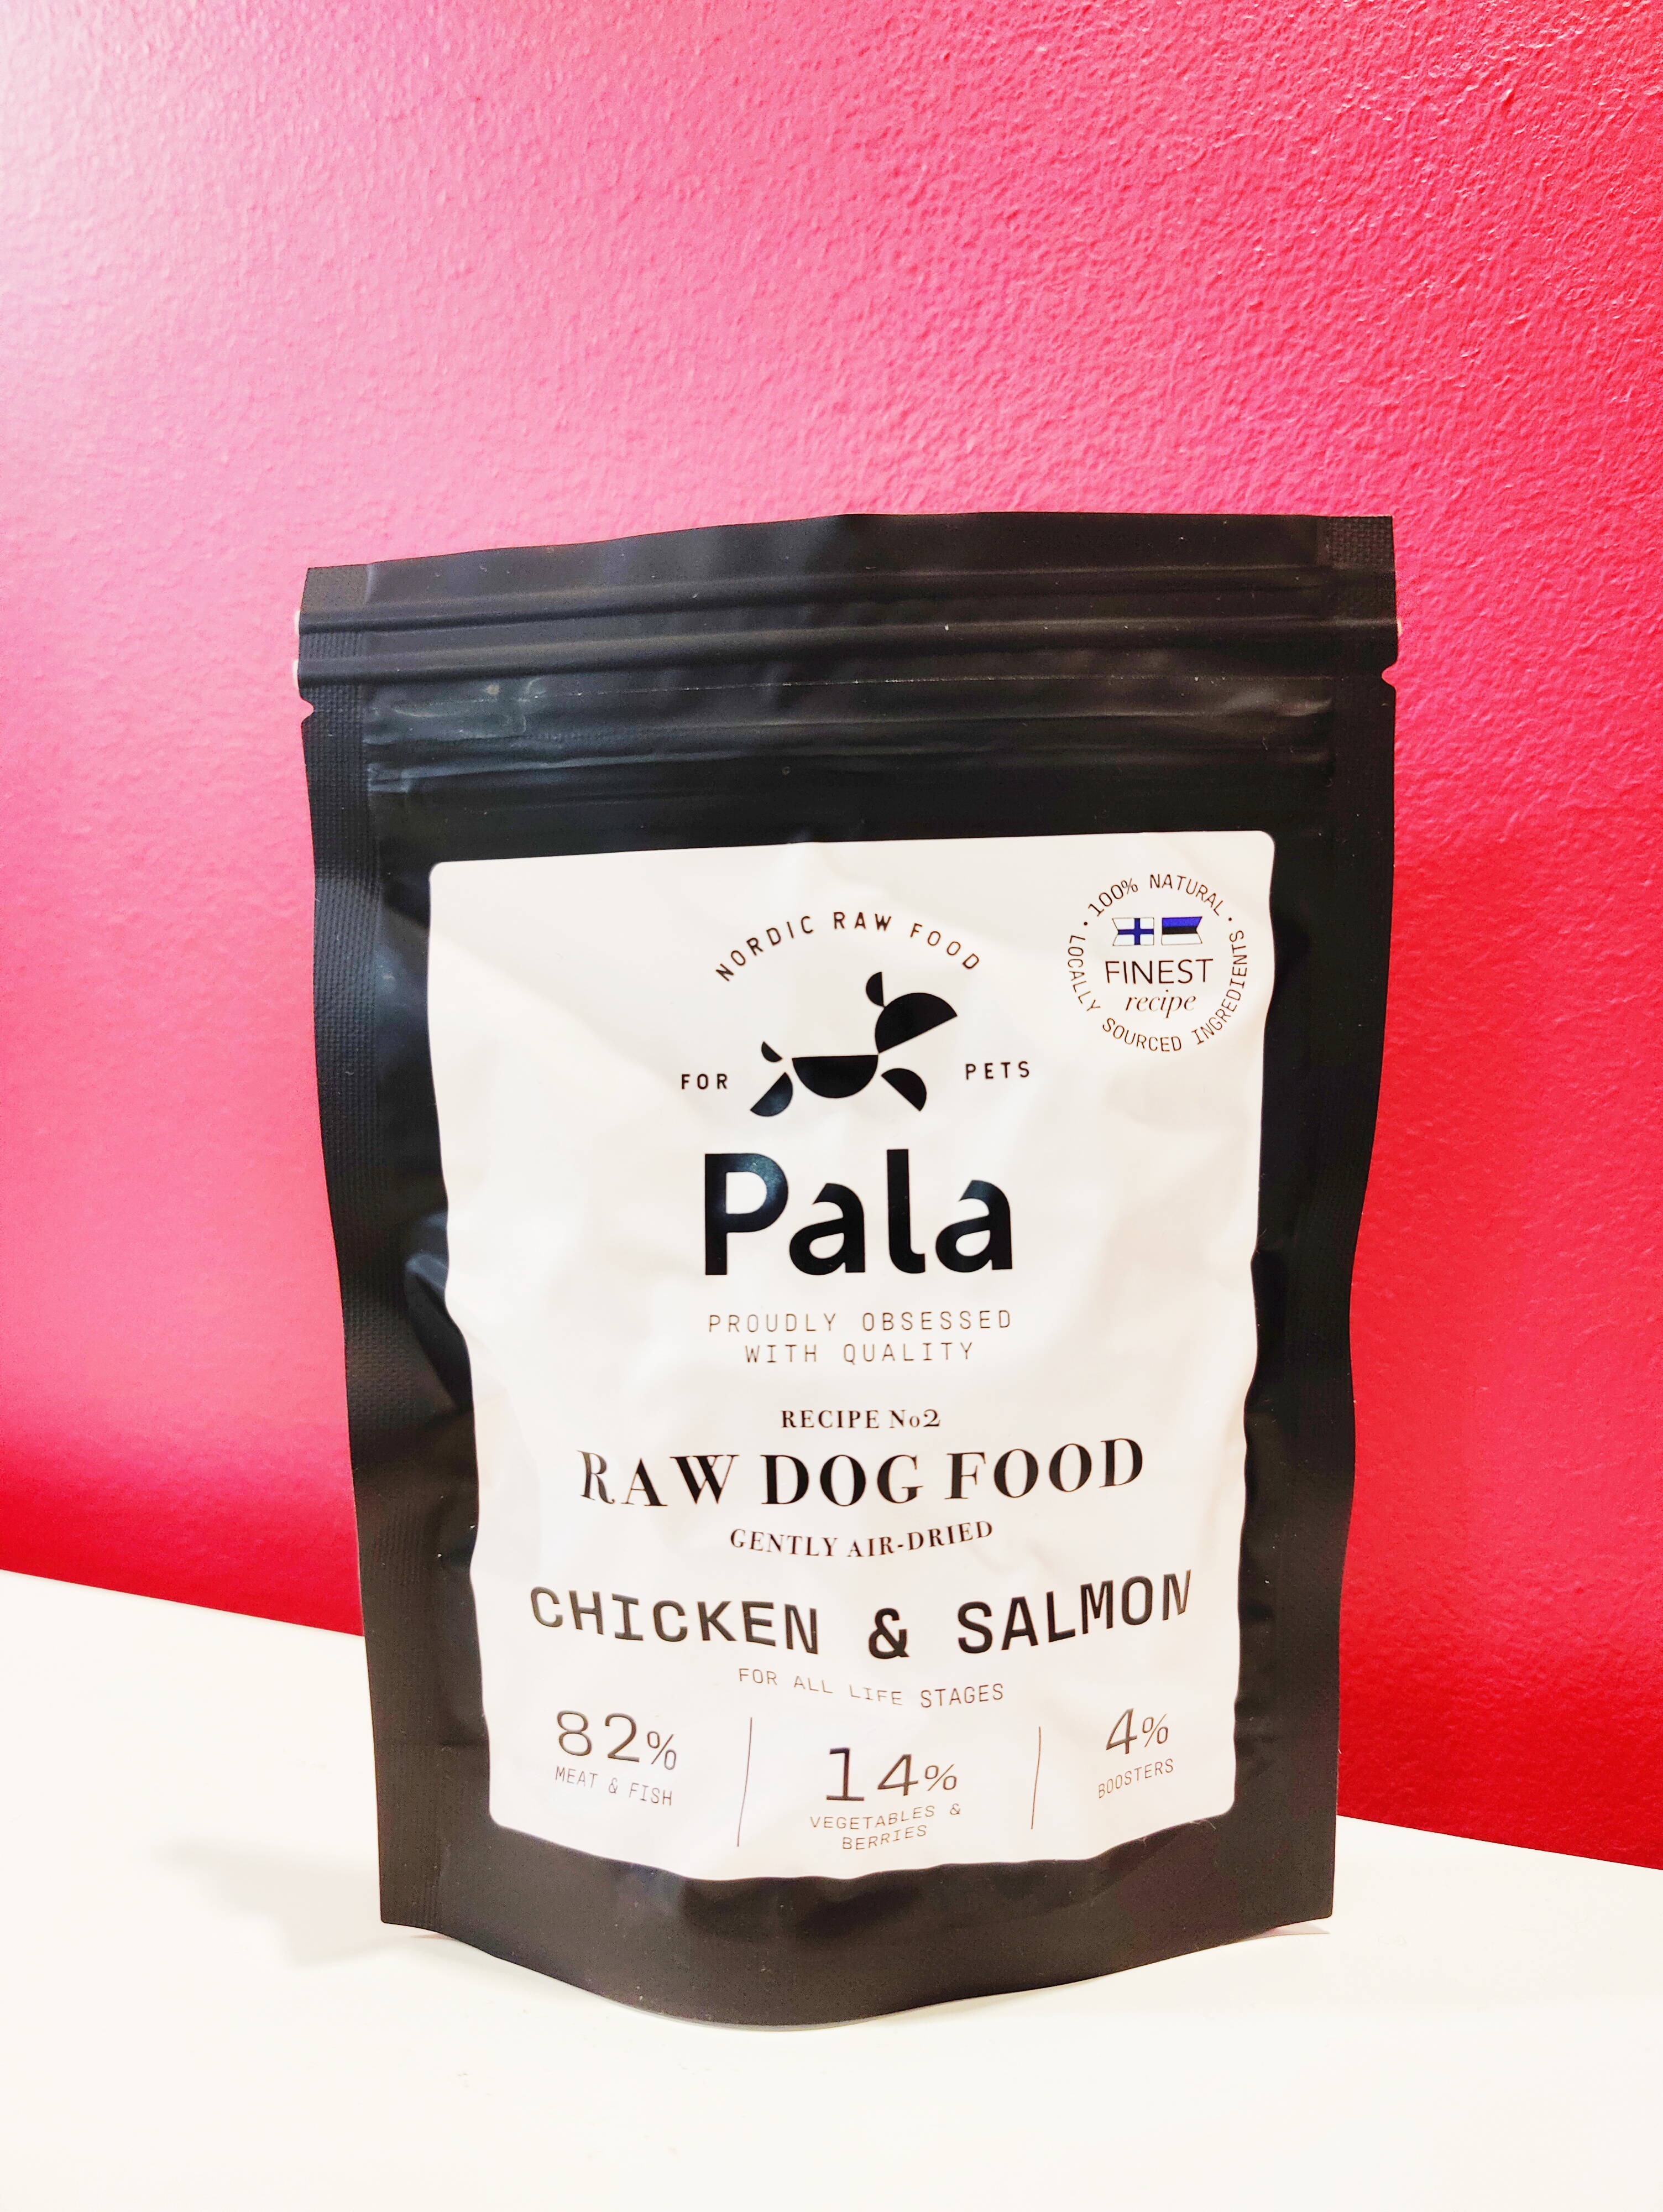 NORDIC RAW FOOD
FOR PETS
· 100% NATURAL ·
LOCALLY SOURCED INGREDIENTS
FINEST
recipe
Pala
PROUDLY OBSESSED
WITH QUALITY
RECIPE No2
RAW DOG FOOD
GENTLY AIR-DRIED
CHICKEN & SALMON
FOR ALL LIFE STAGES
82%
MEAT & FISH
14%
VEGETABLES &
BERRIES
4%
BOOSTERS